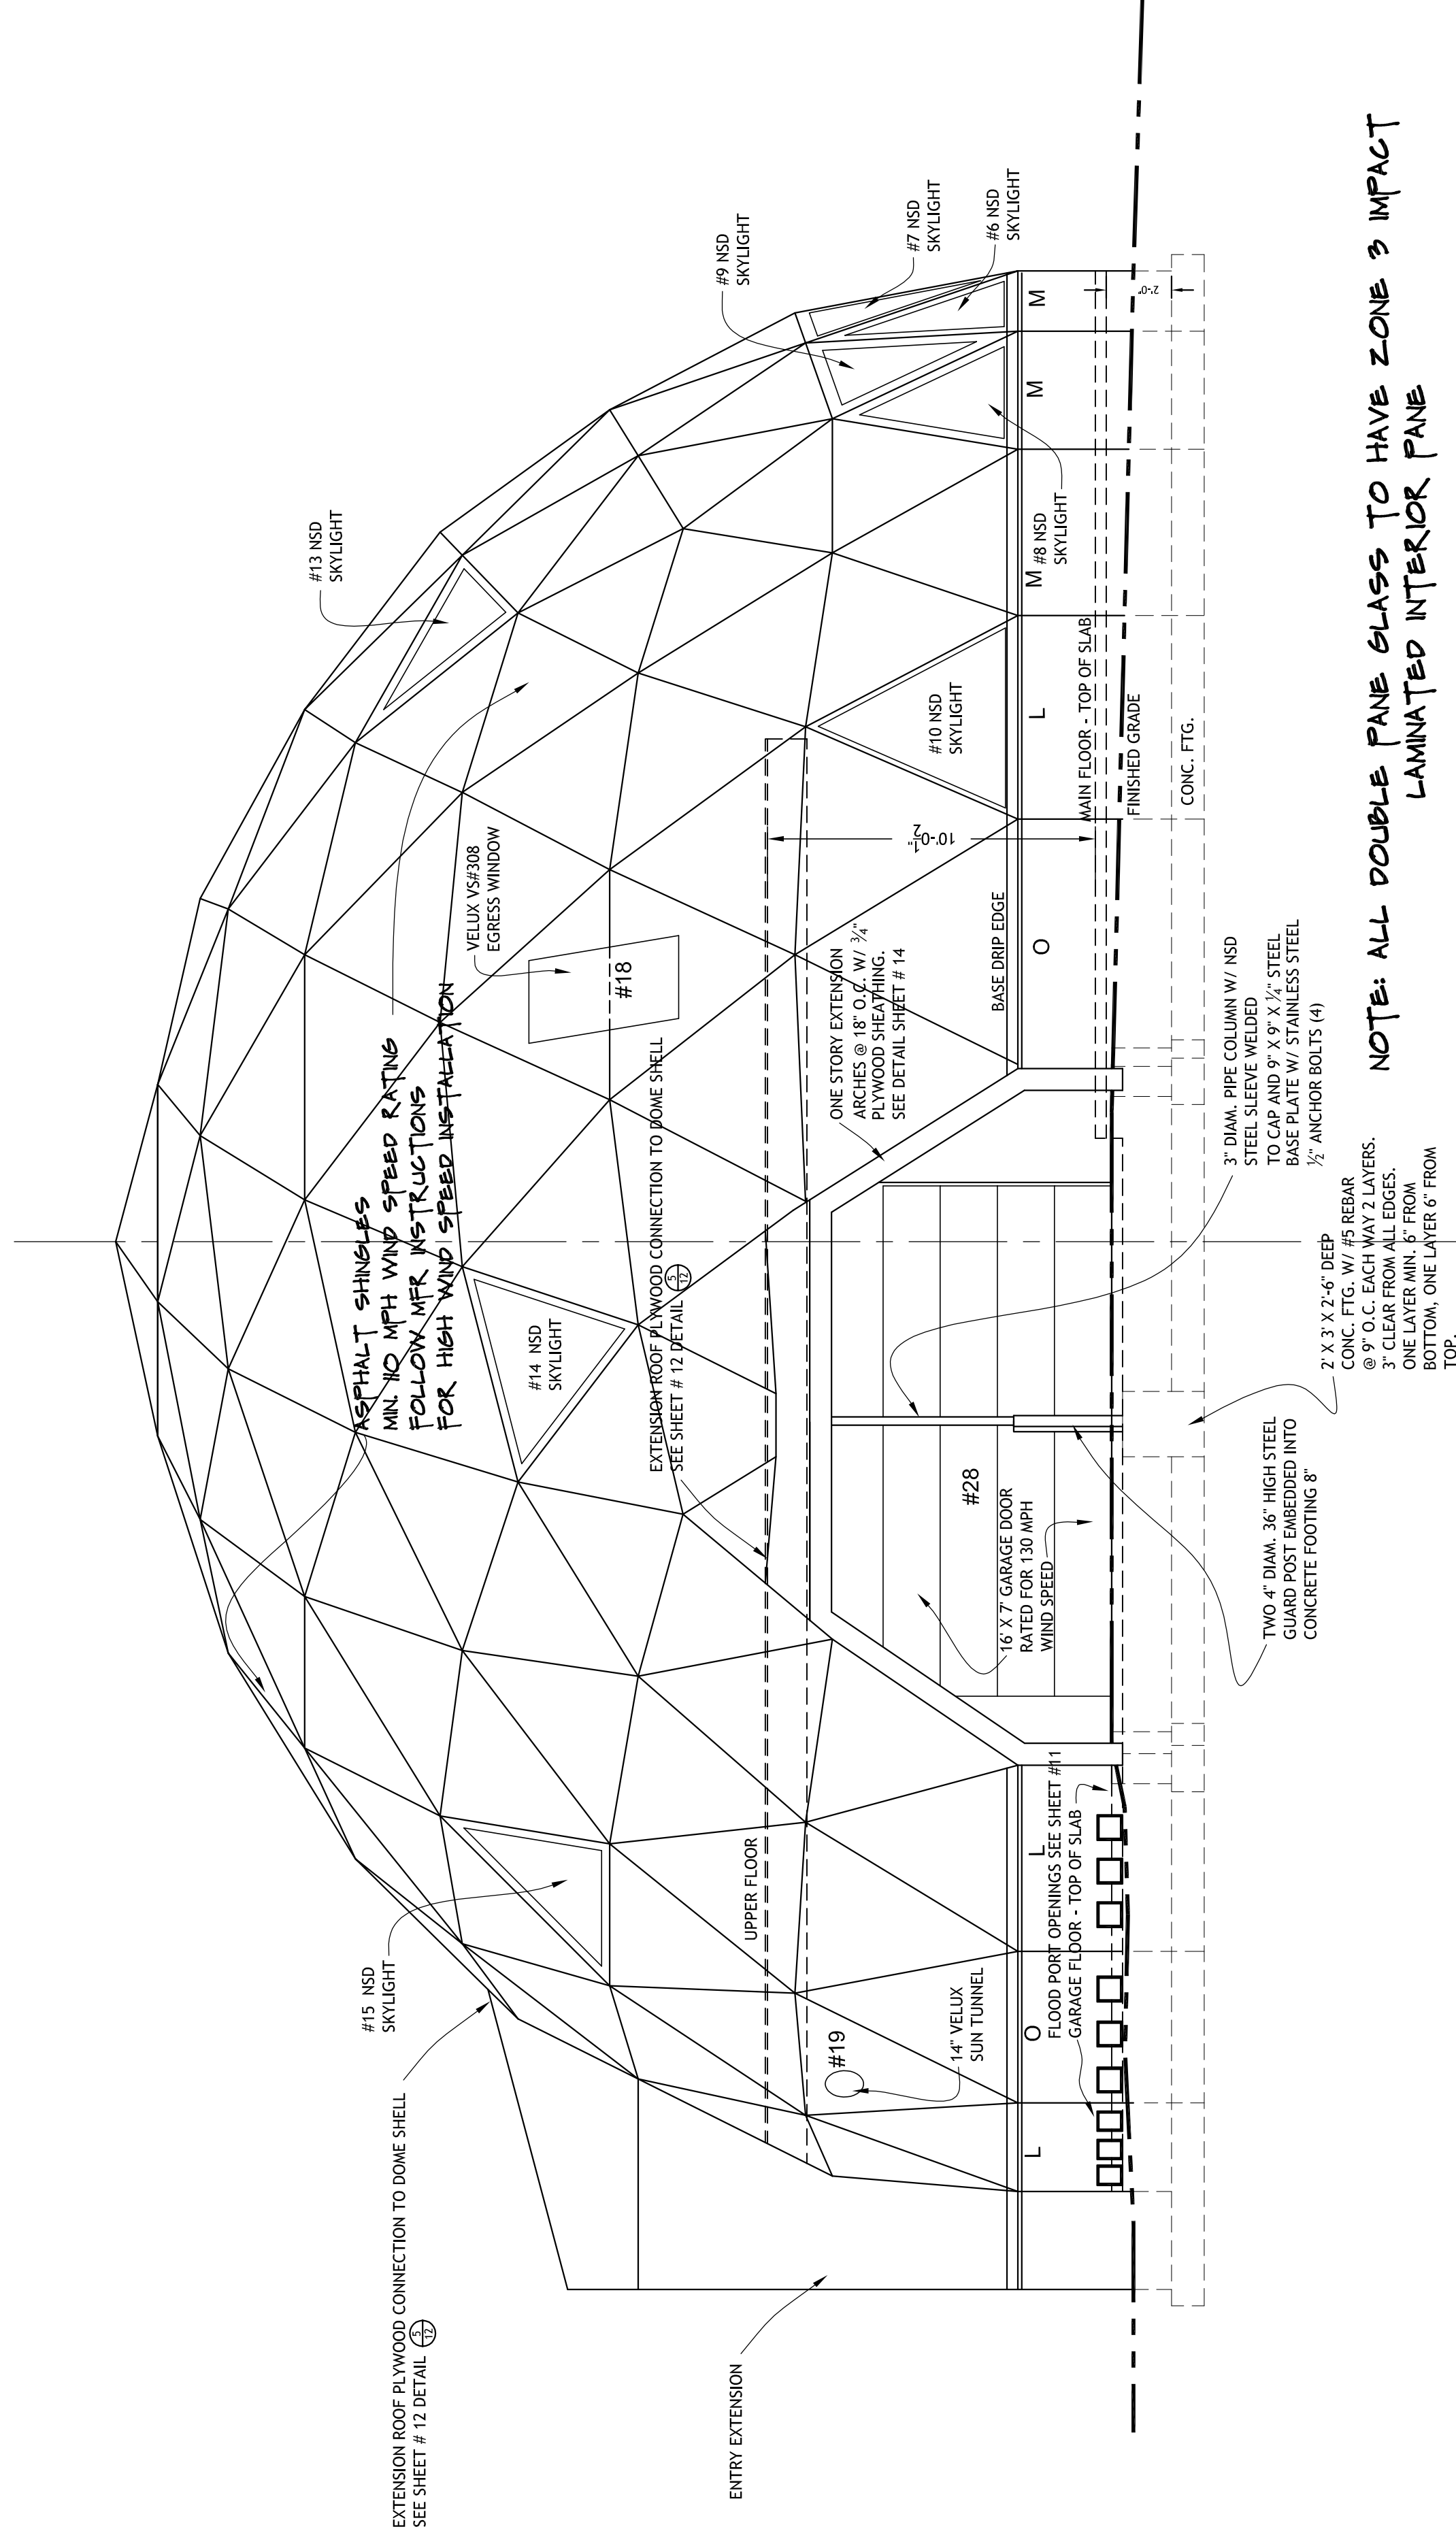 EXTENSION ROOF PLYWOOD CONNECTION TO DOME SHELL
SEE SHEET # 12 DETAIL 5/12
#15 NSD
SKYLIGHT
ASPHALT SHINGLES
MIN. 110 MPH WIND SPEED RATING
FOLLOW MFR INSTRUCTIONS
FOR HIGH WIND SPEED INSTALLATION
#13 NSD
SKYLIGHT
VELUX VS#308
EGRESS WINDOW
#14 NSD
SKYLIGHT
#18
EXTENSION ROOF PLYWOOD CONNECTION TO DOME SHELL
SEE SHEET # 12 DETAIL 5/12
#9 NSD
SKYLIGHT
ENTRY EXTENSION
UPPER FLOOR
#19
14" VELUX
SUN TUNNEL
ONE STORY EXTENSION
ARCHES @ 18" O.C. W/ ¾"
PLYWOOD SHEATHING.
SEE DETAIL SHEET # 14
10'-0½"
#7 NSD
SKYLIGHT
#10 NSD
SKYLIGHT
#6 NSD
SKYLIGHT
#28
16' X 7' GARAGE DOOR
RATED FOR 130 MPH
WIND SPEED
BASE DRIP EDGE
L
O
L
O
L
M
M
M
#8 NSD
SKYLIGHT
FLOOD PORT OPENINGS SEE SHEET #11
GARAGE FLOOR - TOP OF SLAB
MAIN FLOOR - TOP OF SLAB
FINISHED GRADE
2'-0"
CONC. FTG.
3" DIAM. PIPE COLUMN W/ NSD
STEEL SLEEVE WELDED
TO CAP AND 9" X 9" X ¼" STEEL
BASE PLATE W/ STAINLESS STEEL
½" ANCHOR BOLTS (4)
TWO 4" DIAM. 36" HIGH STEEL
GUARD POST EMBEDDED INTO
CONCRETE FOOTING 8"
2' X 3' X 2'-6" DEEP
CONC. FTG. W/ #5 REBAR
@ 9" O.C. EACH WAY 2 LAYERS.
3" CLEAR FROM ALL EDGES.
ONE LAYER MIN. 6" FROM
BOTTOM, ONE LAYER 6" FROM
TOP.
NOTE: ALL DOUBLE PANE GLASS TO HAVE ZONE 3 IMPACT
LAMINATED INTERIOR PANE